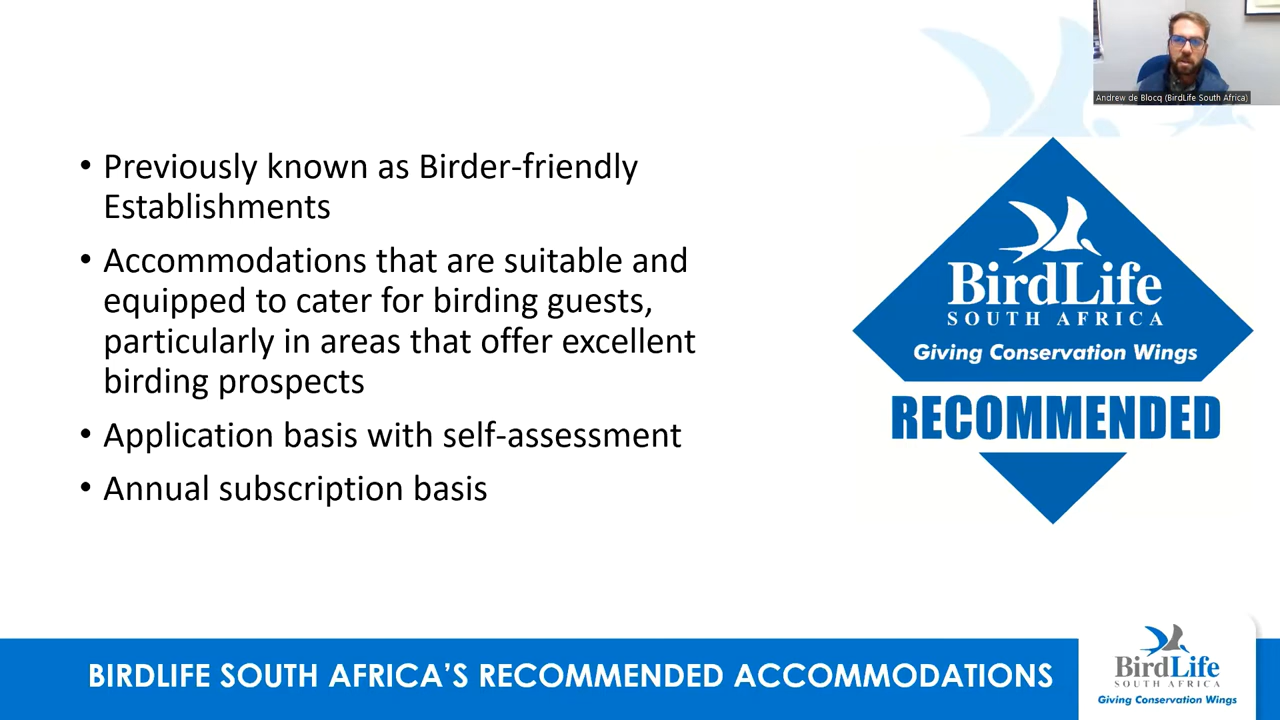 Andrew de Blocq (BirdLife South Africa)
• Previously known as Birder-friendly
Establishments
• Accommodations that are suitable and
equipped to cater for birding guests,
particularly in areas that offer excellent
birding prospects
• Application basis with self-assessment
• Annual subscription basis
BirdLife
SOUTH AFRICA
Giving Conservation Wings
RECOMMENDED
BIRDLIFE SOUTH AFRICA’S RECOMMENDED ACCOMMODATIONS
BirdLife
SOUTH AFRICA
Giving Conservation Wings